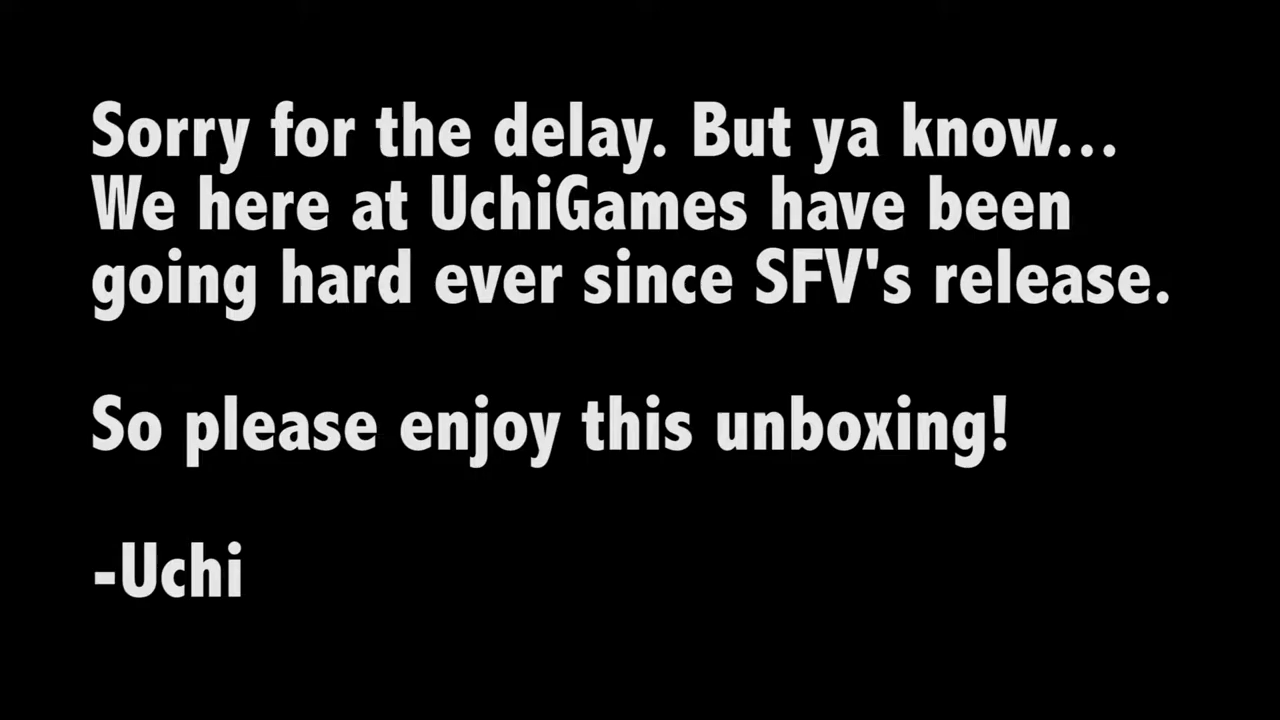 Sorry for the delay. But ya know...
We here at UchiGames have been
going hard ever since SFV's release.
So please enjoy this unboxing!
-Uchi